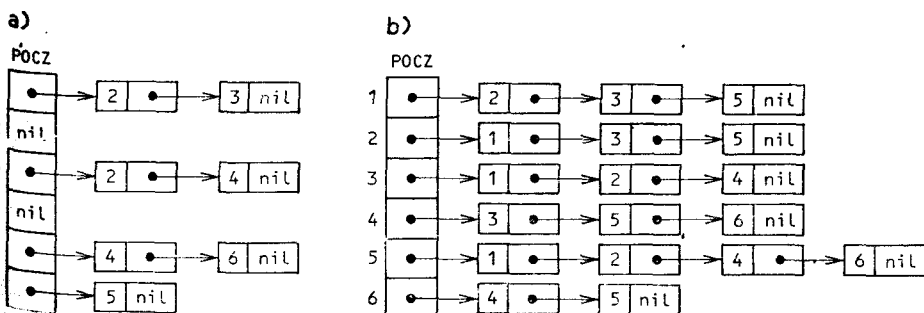 a)
POCZ
2 3 nil
nil
2 4 nil
nil
4 6 nil
5 nil
b)
POCZ
1 2 3 5 nil
2 1 3 5 nil
3 1 2 4 nil
4 3 5 6 nil
5 1 2 4 6 nil
6 4 5 nil